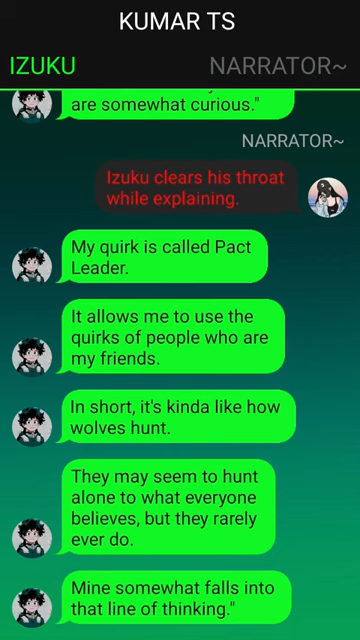 KUMAR TS
IZUKU
NARRATOR~
are somewhat curious."
NARRATOR~
Izuku clears his throat
while explaining.
My quirk is called Pact
Leader.
It allows me to use the
quirks of people who are
my friends.
In short, it's kinda like how
wolves hunt.
They may seem to hunt
alone to what everyone
believes, but they rarely
ever do.
Mine somewhat falls into
that line of thinking."